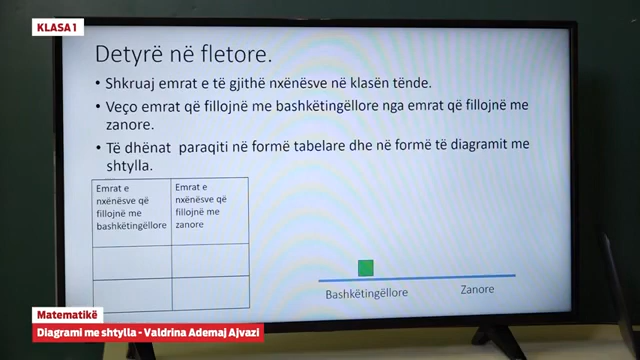 KLASA 1
Detyrë në fletore.
• Shkruaj emrat e të gjithë nxënësve në klasën tënde.
• Veço emrat që fillojnë me bashkëtingëllore nga emrat që fillojnë me
zanore.
• Të dhënat paraqiti në formë tabelare dhe në formë të diagramit me
shtylla.
Emrat e
nxënësve që
fillojnë me
bashkëtingëllore
Emrat e
nxënësve që
fillojnë me
zanore
Bashkëtingëllore
Zanore
Matematikë
Diagrami me shtylla - Valdrina Ademaj Ajvazi